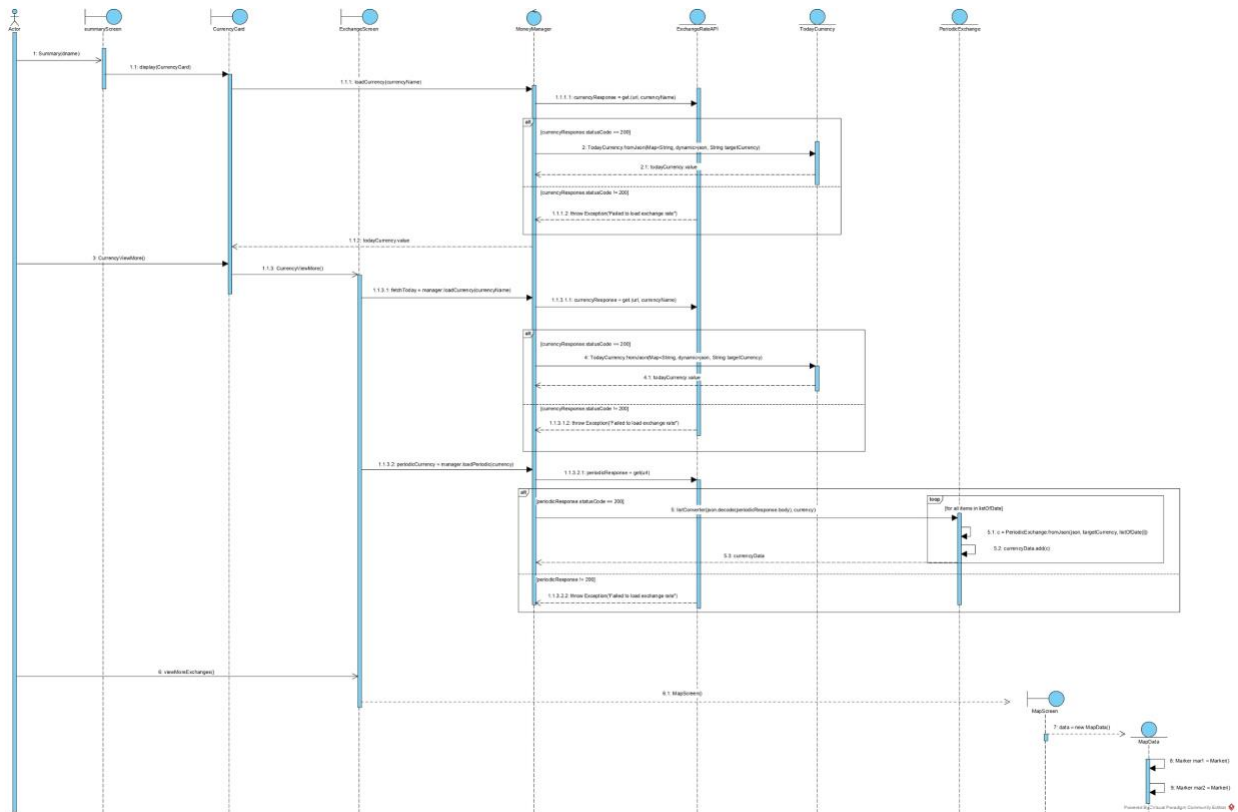 Actor
summaryScreen
CurrencyCard
ExchangeScreen
MoneyManager
ExchangeRateAPI
TodayCurrency
PeriodicExchange
1: Summary(dname)
1.1: display(CurrencyCard)
1.1.1: loadCurrency(currencyName)
1.1.1.1: currencyResponse = get (url, currencyName)
alt
[currencyResponse.statusCode == 200]
2: TodayCurrency.fromJson(Map<String, dynamic>json, String targetCurrency)
2.1: todayCurrency.value
[currencyResponse.statusCode != 200]
1.1.1.2: throw Exception("Failed to load exchange rate")
todayCurrency.value
3: CurrencyViewMore()
1.1.3: CurrencyViewMore()
1.1.3.1: fetchToday = manager.loadCurrency(currencyName)
1.1.3.1.1: currencyResponse = get (url, currencyName)
alt
[currencyResponse.statusCode == 200]
4: TodayCurrency.fromJson(Map<String, dynamic>json, String targetCurrency)
4.1: todayCurrency.value
[currencyResponse.statusCode != 200]
1.1.3.1.2: throw Exception("Failed to load exchange rate")
1.1.3.2: periodicCurrency = manager.loadPeriodic(currency)
1.1.3.2.1: periodicResponse = get(url)
alt
[periodicResponse.statusCode == 200]
loop
[for all items in listOfDate]
5: listConverter(json.decode(periodicResponse.body), currency)
5.1: c = PeriodicExchange.fromJson(json, targetCurrency, listOfDate[i])
5.2: currencyData.add(c)
5.3: currencyData
[periodicResponse != 200]
1.1.3.2.2: throw Exception("Failed to load exchange rate")
6: viewMoreExchanges()
6.1: MapScreen()
MapScreen
7: data = new MapData()
MapData
8: Marker mar1 = Marker()
9: Marker mar2 = Marker()
Powered By Visual Paradigm Community Edition